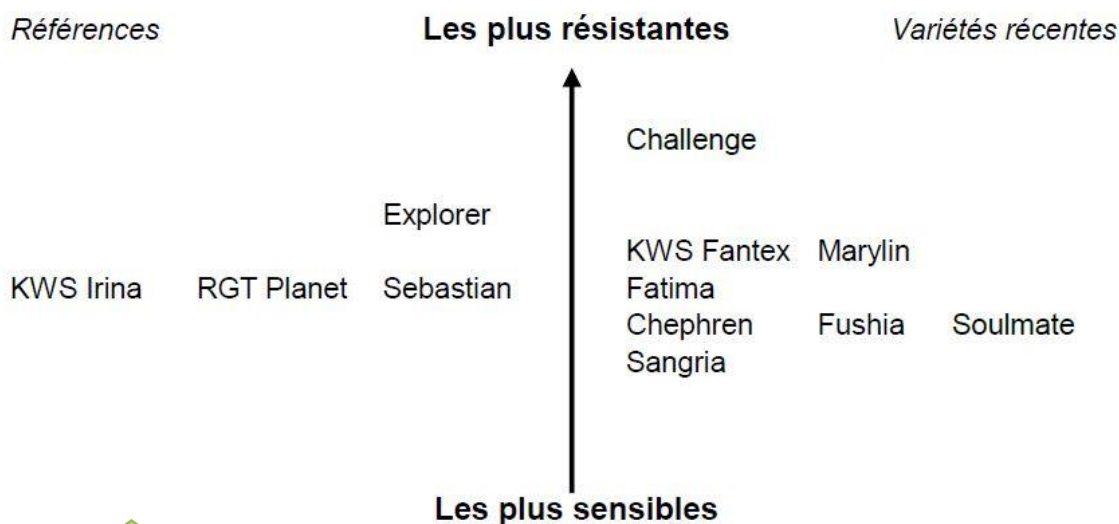 Références Les plus résistantes Variétés récentes
Challenge
Explorer
KWS Fantex Marylin
KWS Irina RGT Planet Sebastian Fatima
Chephren Fushia Soulmate
Sangria
Les plus sensibles